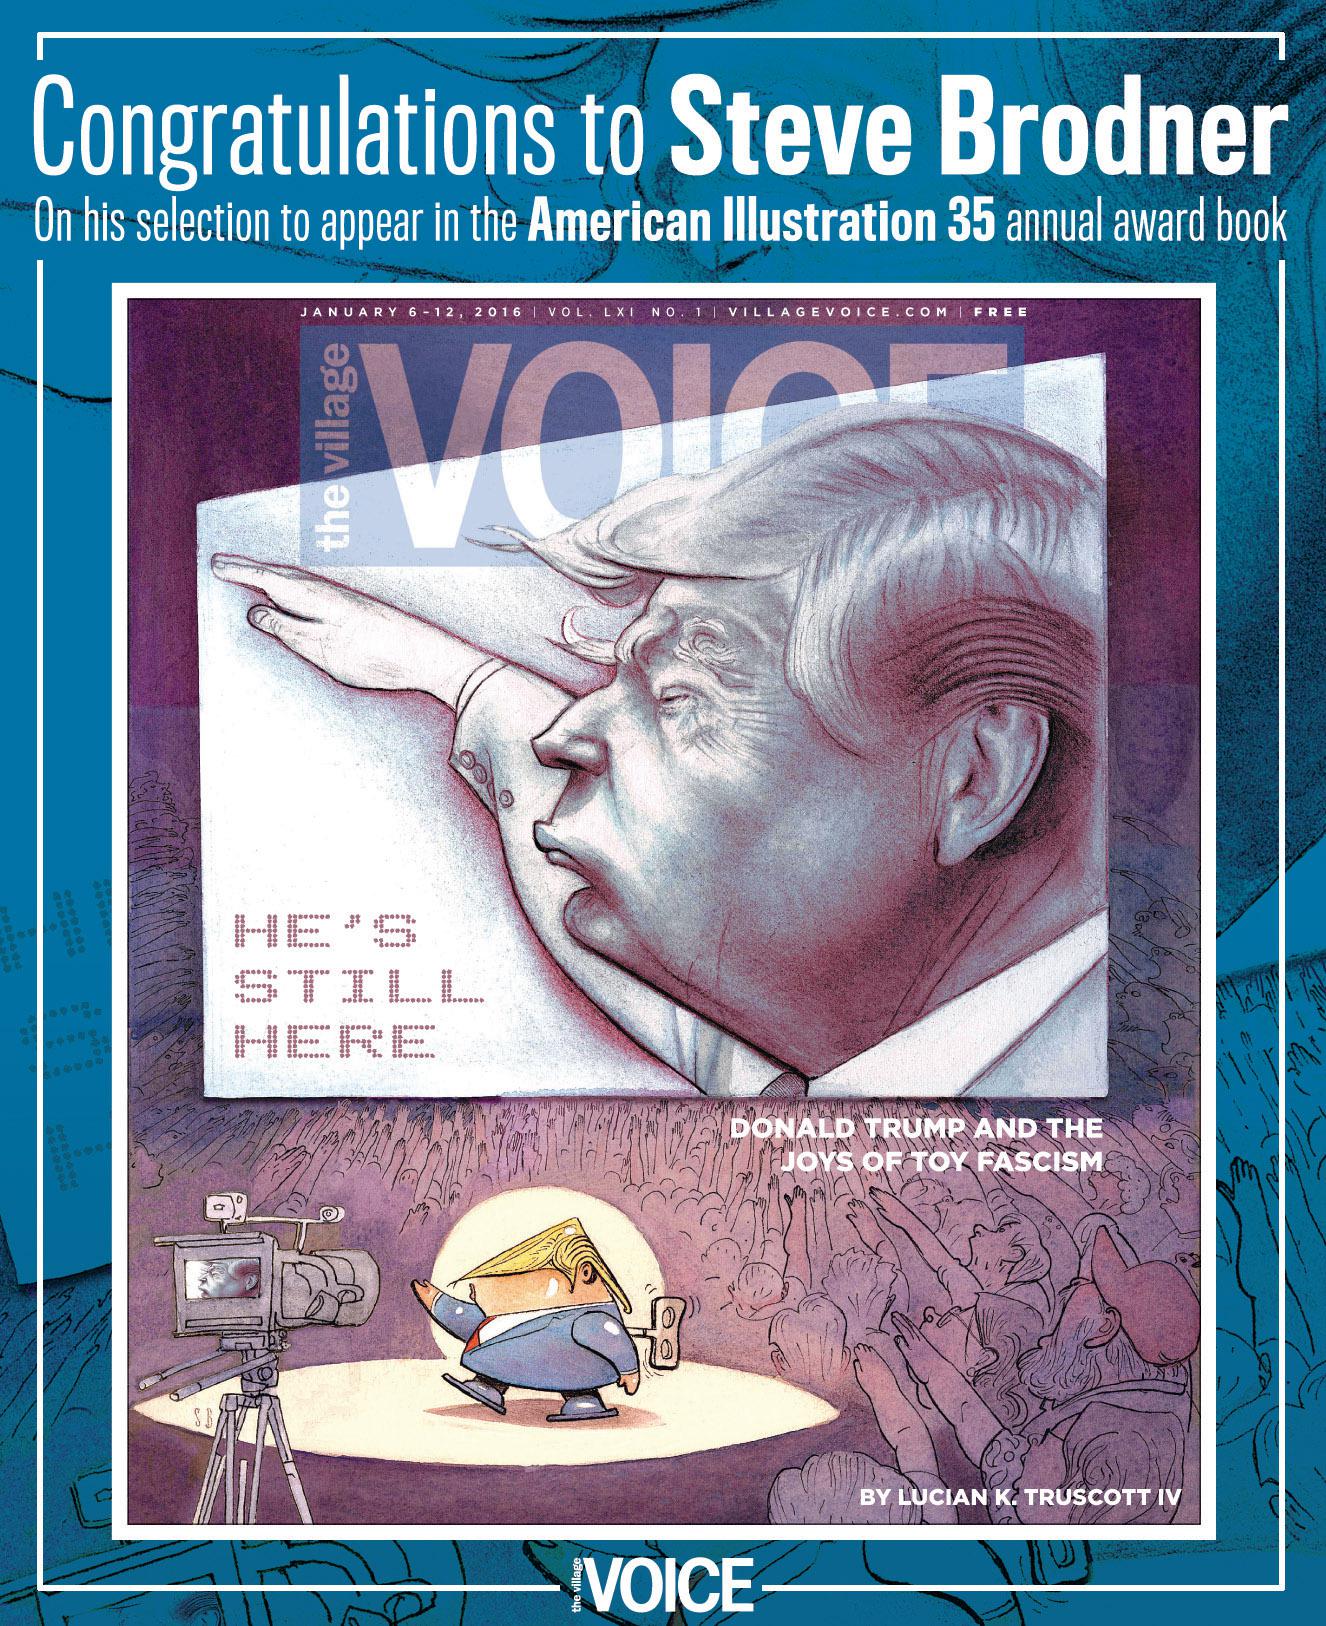 Congratulations to Steve Brodner
On his selection to appear in the American Illustration 35 annual award book
JANUARY 6-12, 2016 | VOL. LXI NO. 1 | VILLAGEVOICE.COM | FREE
the village
VOICE
HE'S
STILL
HERE
DONALD TRUMP AND THE
JOYS OF TOY FASCISM
SB
BY LUCIAN K. TRUSCOTT IV
the village VOICE